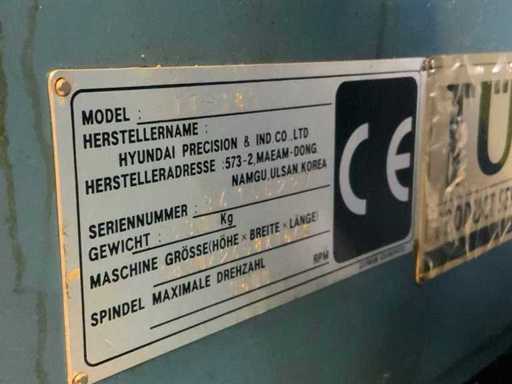 MODEL :
HERSTELLERNAME :
HYUNDAI PRECISION & IND CO.,LTD
HERSTELLERADRESSE :573-2,MAEAM-DONG
NAMGU,ULSAN,KOREA
SERIENNUMMER :
GEWICHT : Kg
MASCHINE GRÖSSE(HÖHE×BREITE×LÄNGE)
SPINDEL MAXIMALE DREHZAHL RPM
CE
TÜ